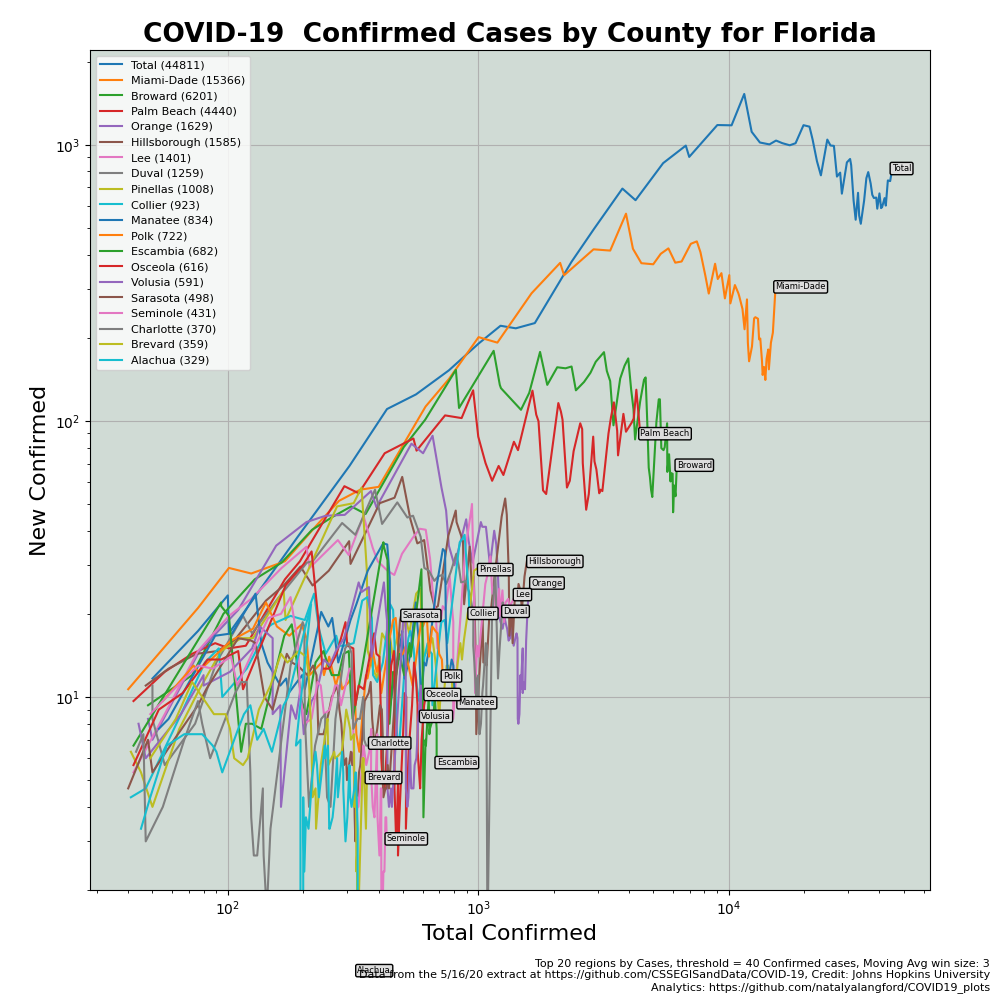 COVID-19 Confirmed Cases by County for Florida
Total (44811)
Miami-Dade (15366)
Broward (6201)
Palm Beach (4440)
Orange (1629)
Hillsborough (1585)
Lee (1401)
Duval (1259)
Pinellas (1008)
Collier (923)
Manatee (834)
Polk (722)
Escambia (682)
Osceola (616)
Volusia (591)
Sarasota (498)
Seminole (431)
Charlotte (370)
Brevard (359)
Alachua (329)
New Confirmed
10³
10²
10¹
Total
Miami-Dade
Palm Beach
Broward
Hillsborough
Pinellas
Orange
Lee
Duval
Collier
Sarasota
Polk
Osceola
Manatee
Volusia
Charlotte
Escambia
Brevard
Seminole
10² 10³ 10⁴
Total Confirmed
Alachua
Top 20 regions by Cases, threshold = 40 Confirmed cases, Moving Avg win size: 3
Data from the 5/16/20 extract at https://github.com/CSSEGISandData/COVID-19, Credit: Johns Hopkins University
Analytics: https://github.com/natalyalangford/COVID19_plots